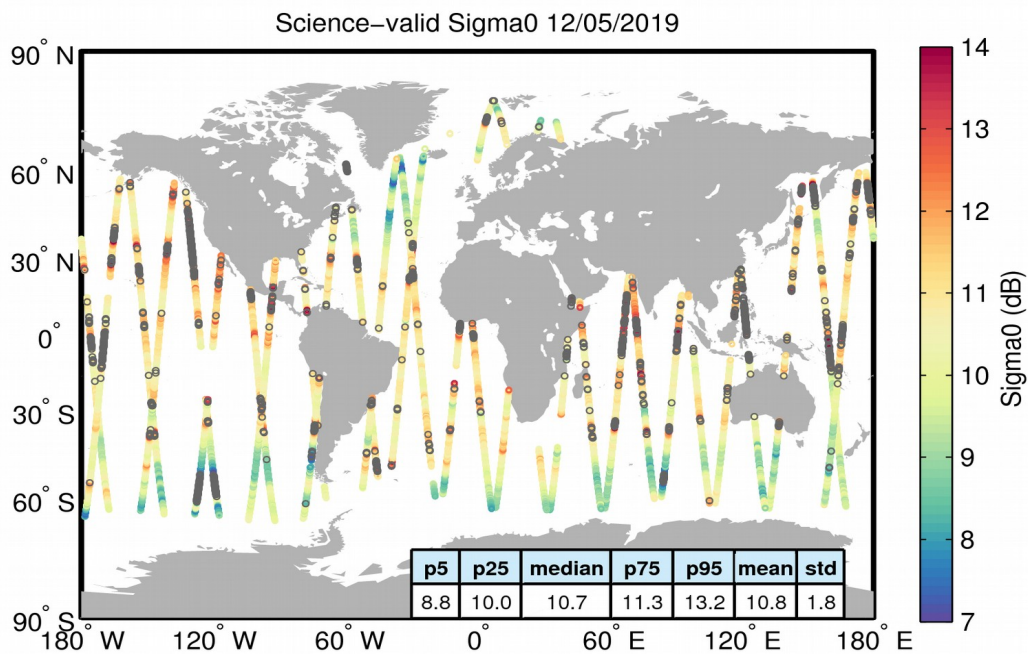 Science−valid Sigma0 12/05/2019
90° N
60° N
30° N
0°
30° S
60° S
90° S
180° W
120° W
60° W
0°
60° E
120° E
180° E
14
13
12
11
10
9
8
7
Sigma0 (dB)
p5 p25 median p75 p95 mean std
8.8 10.0 10.7 11.3 13.2 10.8 1.8